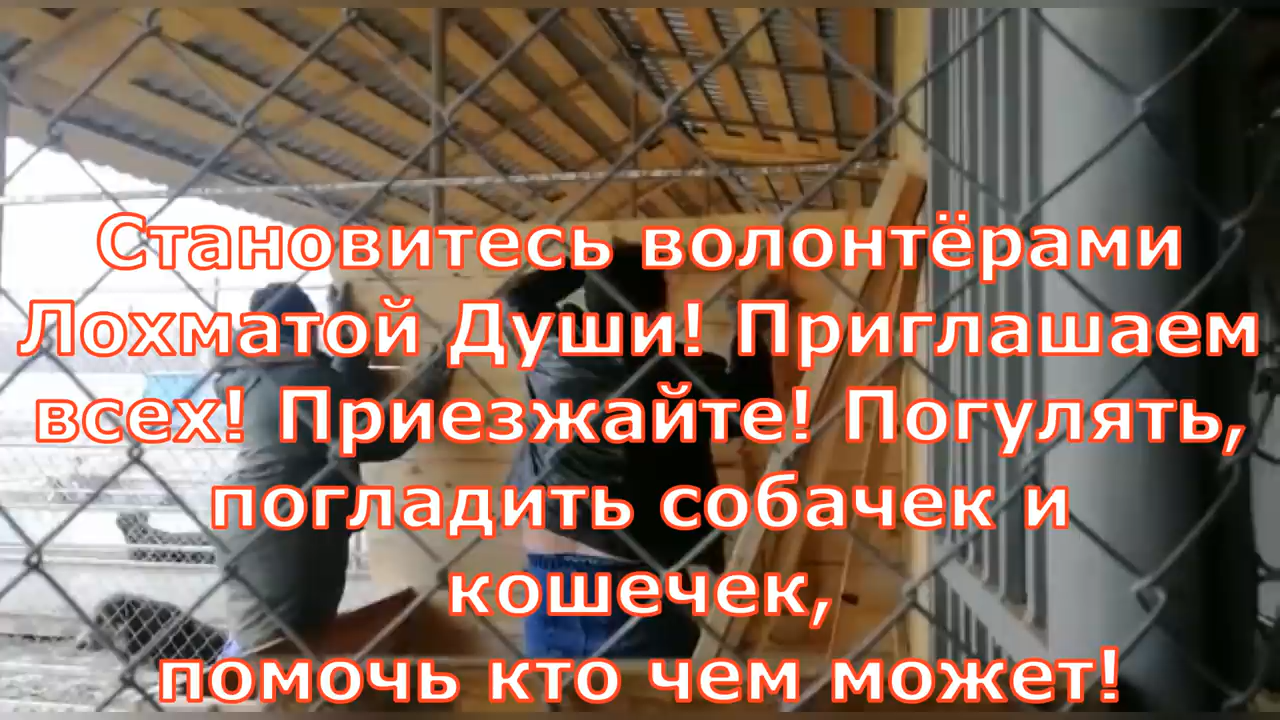 Становитесь волонтёрами
Лохматой Души! Приглашаем
всех! Приезжайте! Погулять,
погладить собачек и
кошечек,
помочь кто чем может!